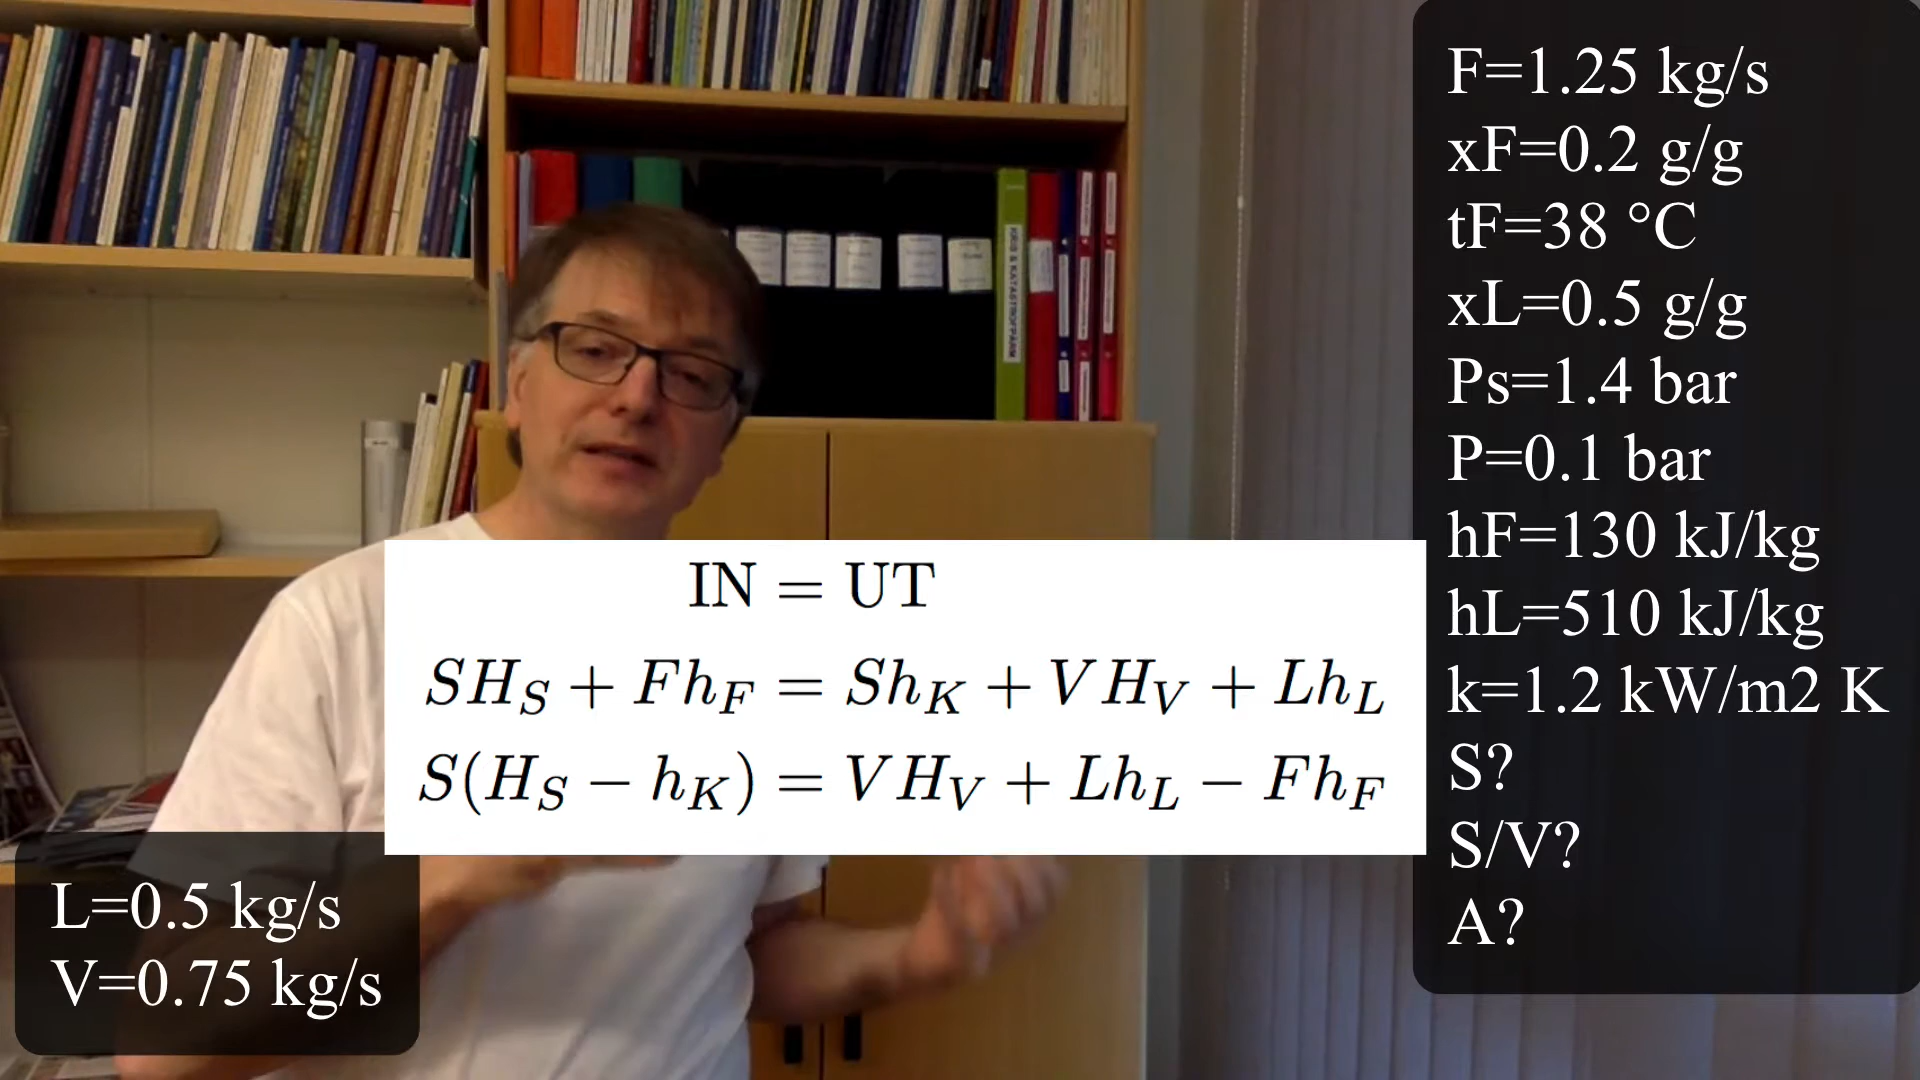 F=1.25 kg/s
xF=0.2 g/g
tF=38 °C
xL=0.5 g/g
Ps=1.4 bar
P=0.1 bar
hF=130 kJ/kg
hL=510 kJ/kg
k=1.2 kW/m2 K
S?
S/V?
A?
KRIS & KATASTROFPÄRM
IN = UT
SH_S + Fh_F = Sh_K + VH_V + Lh_L
S(H_S − h_K) = VH_V + Lh_L − Fh_F
L=0.5 kg/s
V=0.75 kg/s